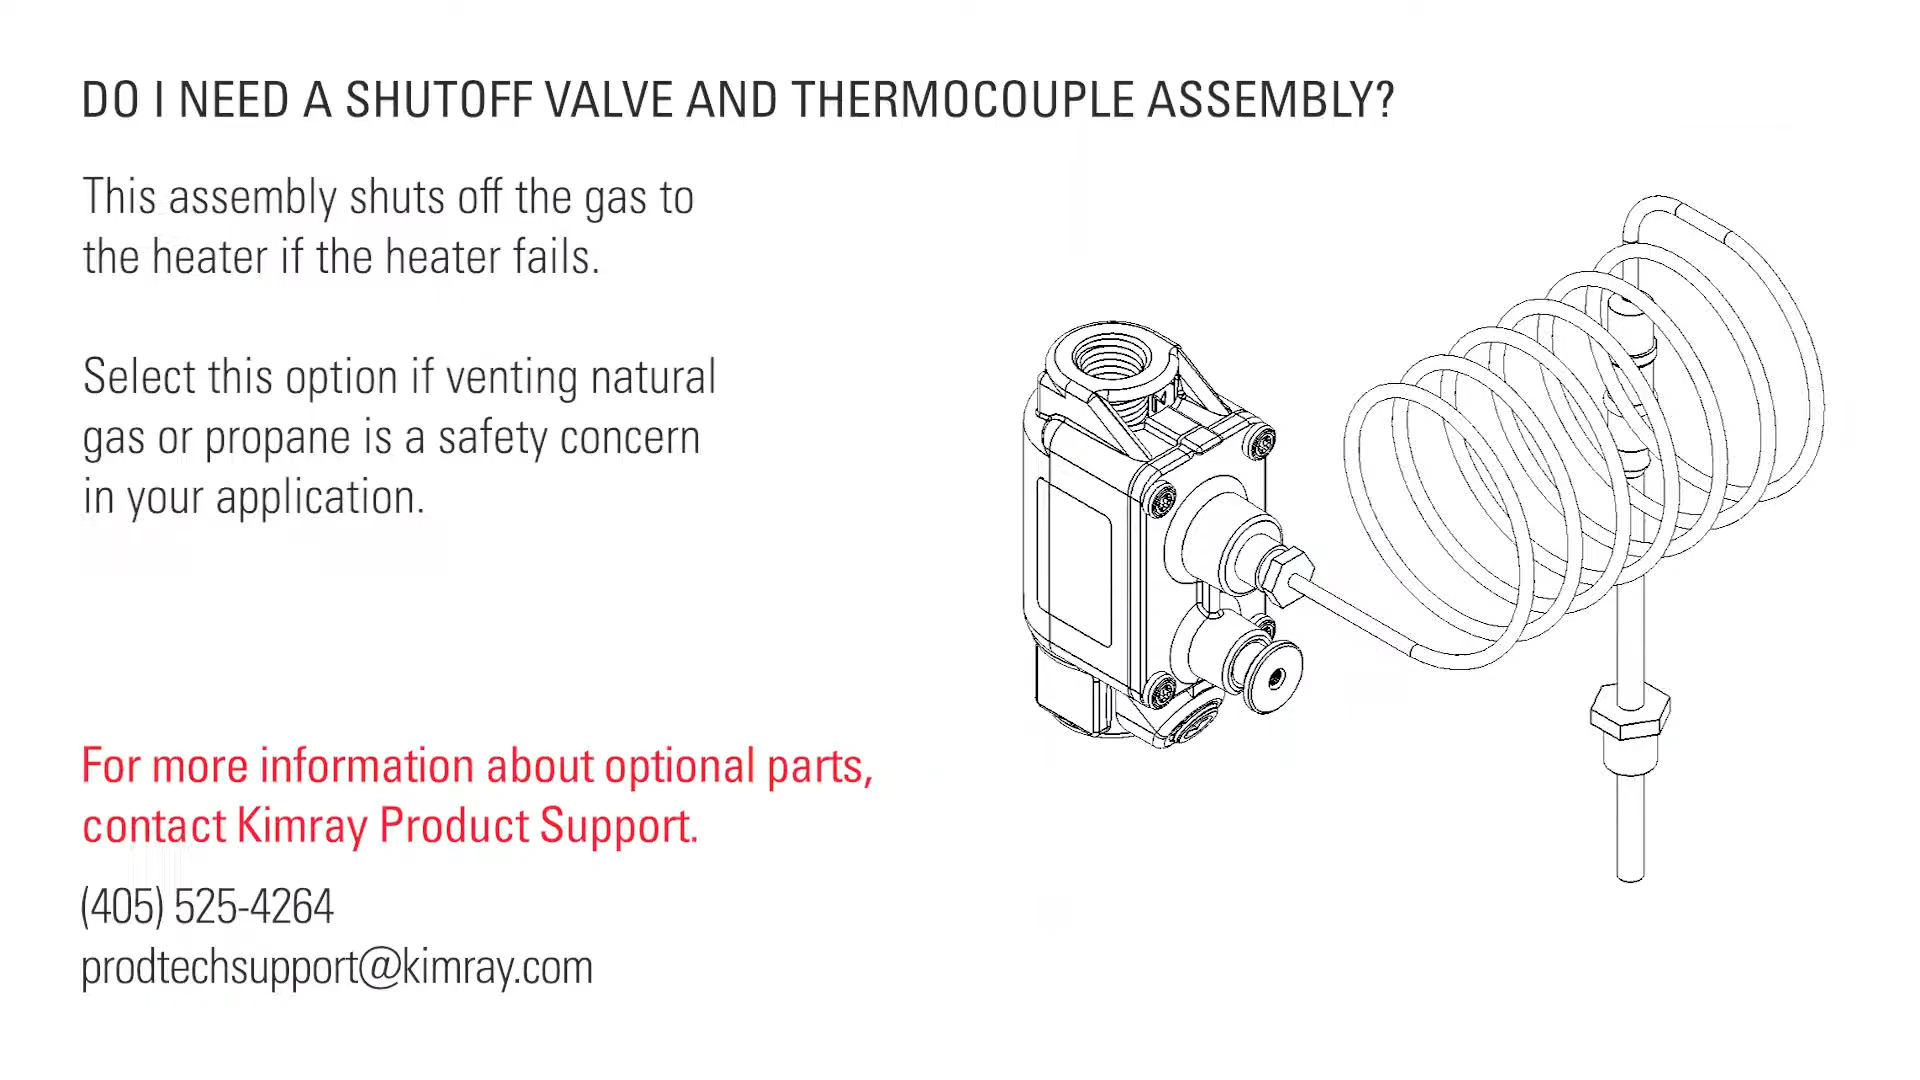 DO I NEED A SHUTOFF VALVE AND THERMOCOUPLE ASSEMBLY?
This assembly shuts off the gas to
the heater if the heater fails.
Select this option if venting natural
gas or propane is a safety concern
in your application.
For more information about optional parts,
contact Kimray Product Support.
(405) 525-4264
prodtechsupport@kimray.com